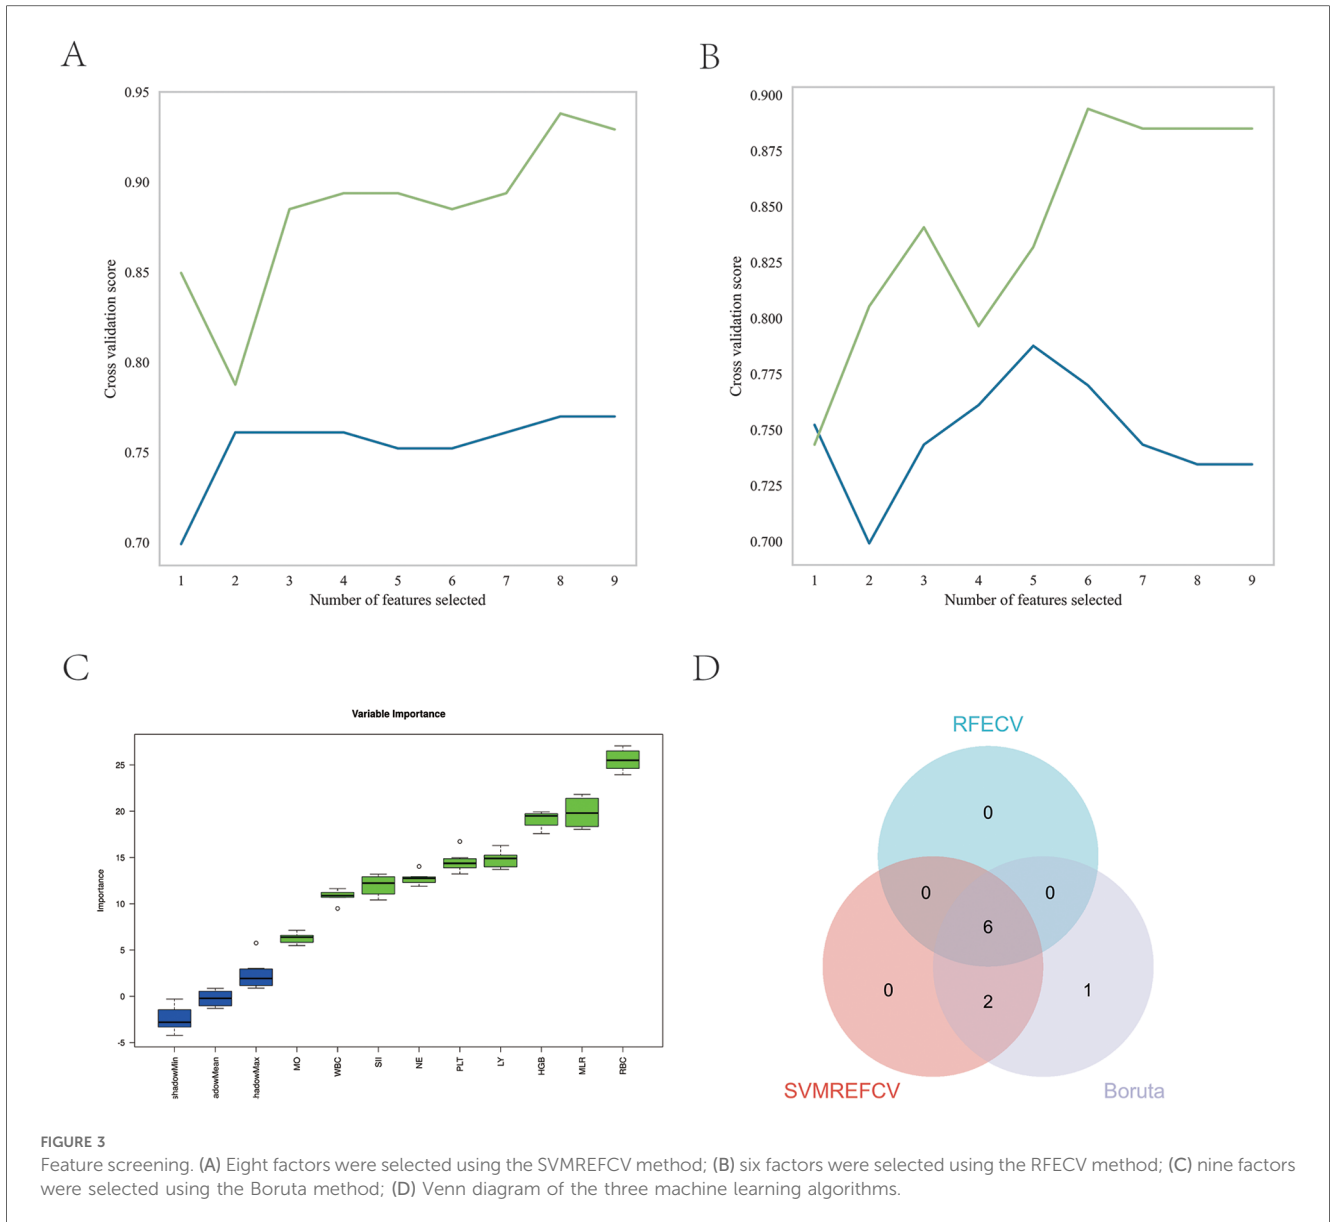 A
0.95
0.90
0.85
0.80
0.75
0.70
Cross validation score
1 2 3 4 5 6 7 8 9
Number of features selected
B
0.900
0.875
0.850
0.825
0.800
0.775
0.750
0.725
0.700
Cross validation score
1 2 3 4 5 6 7 8 9
Number of features selected
C
Variable Importance
25
20
15
10
5
0
-5
Importance
shadowMin
adowMean
hadowMax
MO
WBC
SII
NE
PLT
LY
HGB
MLR
RBC
D
RFECV
0
0
0
6
0
2
1
SVMREFCV
Boruta
FIGURE 3
Feature screening. (A) Eight factors were selected using the SVMREFCV method; (B) six factors were selected using the RFECV method; (C) nine factors
were selected using the Boruta method; (D) Venn diagram of the three machine learning algorithms.